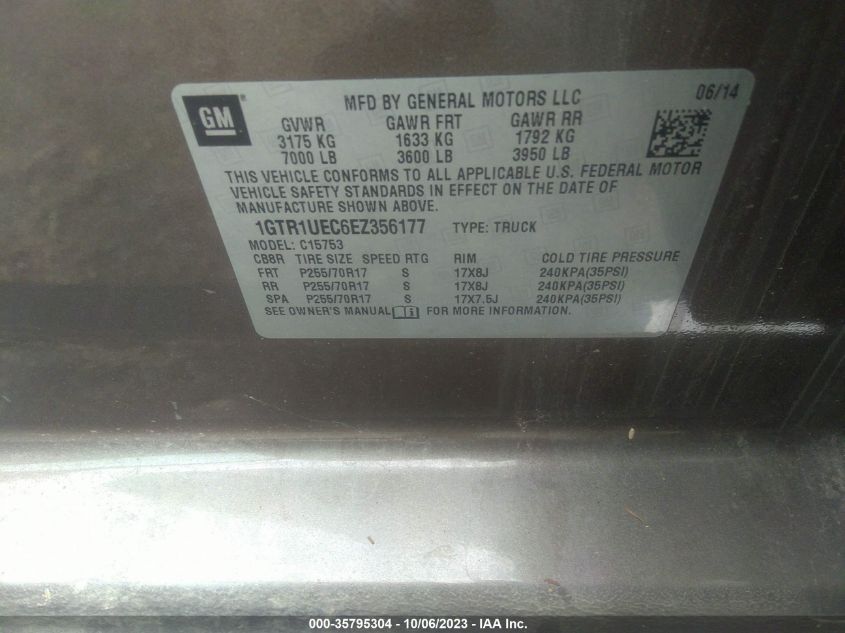 GM
MFD BY GENERAL MOTORS LLC 06/14
GVWR GAWR FRT GAWR RR
3175 KG 1633 KG 1792 KG
7000 LB 3600 LB 3950 LB
THIS VEHICLE CONFORMS TO ALL APPLICABLE U.S. FEDERAL MOTOR
VEHICLE SAFETY STANDARDS IN EFFECT ON THE DATE OF
MANUFACTURE SHOWN ABOVE.
1GTR1UEC6EZ356177 TYPE: TRUCK
MODEL: C15753
CB8R TIRE SIZE SPEED RTG RIM COLD TIRE PRESSURE
FRT P255/70R17 S 17X8J 240KPA(35PSI)
RR P255/70R17 S 17X8J 240KPA(35PSI)
SPA P255/70R17 S 17X7.5J 240KPA(35PSI)
SEE OWNER'S MANUAL FOR MORE INFORMATION.
000-35795304 - 10/06/2023 - IAA Inc.